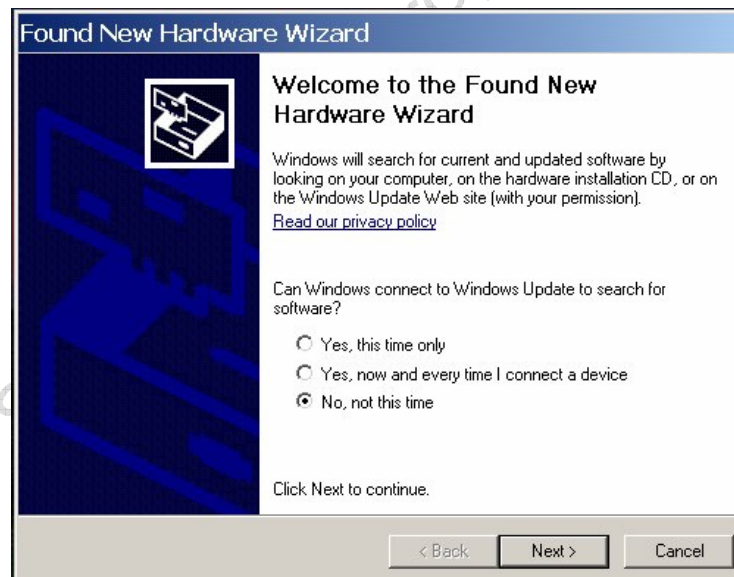 Found New Hardware Wizard
Welcome to the Found New
Hardware Wizard
Windows will search for current and updated software by
looking on your computer, on the hardware installation CD, or on
the Windows Update Web site (with your permission).
Read our privacy policy
Can Windows connect to Windows Update to search for
software?
Yes, this time only
Yes, now and every time I connect a device
No, not this time
Click Next to continue.
< Back
Next >
Cancel